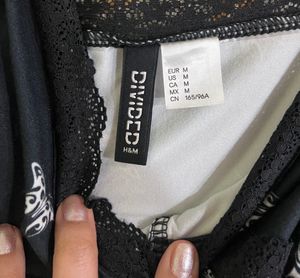 DIVIDED
H&M
EUR M
US M
CA M
MX M
CN 165/96A